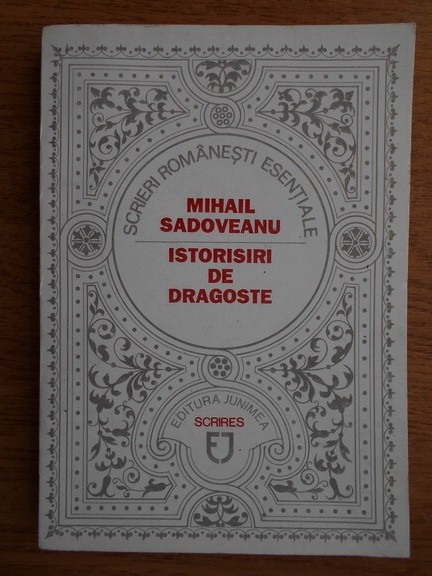 SCRIERI ROMÂNEȘTI ESENȚIALE
MIHAIL
SADOVEANU
ISTORISIRI
DE
DRAGOSTE
EDITURA JUNIMEA
SCRIRES
EJ